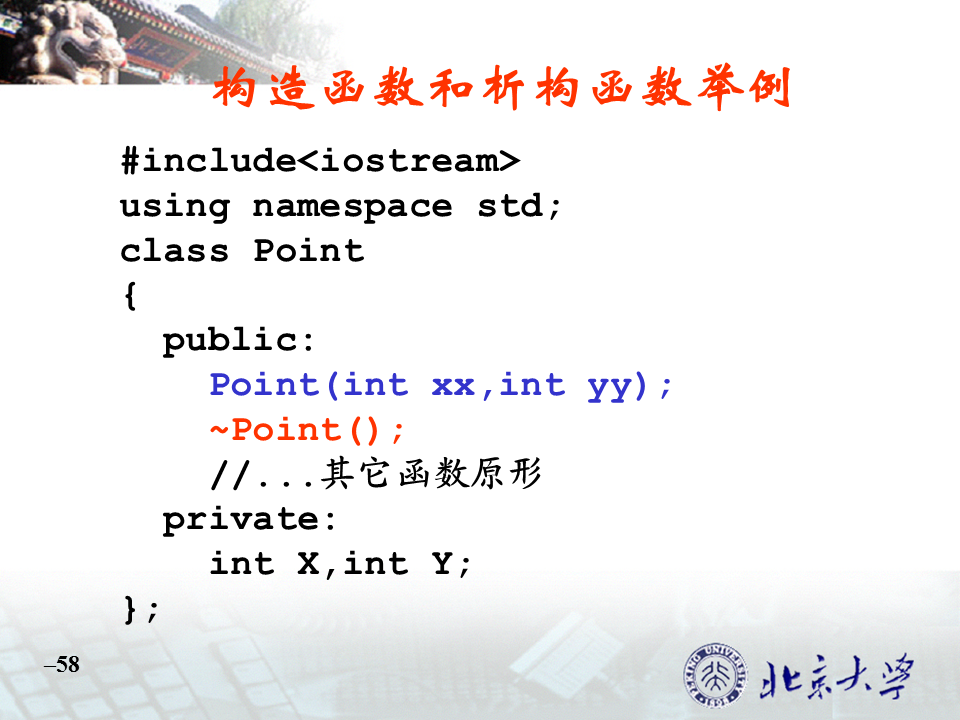 构造函数和析构函数举例
#include<iostream>
using namespace std;
class Point
{
public:
Point(int xx,int yy);
~Point();
//...其它函数原形
private:
int X,int Y;
};
–58
PEKING UNIVERSITY
1898
北京大学